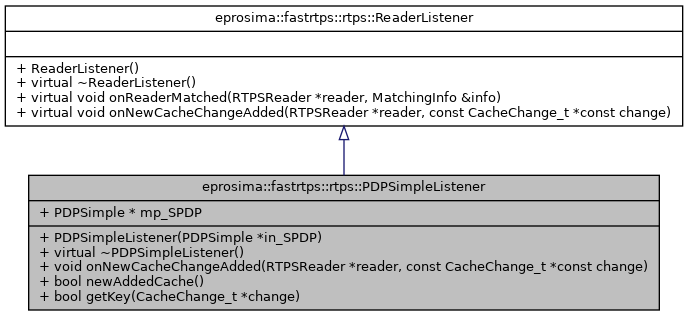 eprosima::fastrtps::rtps::ReaderListener
+ ReaderListener()
+ virtual ~ReaderListener()
+ virtual void onReaderMatched(RTPSReader *reader, MatchingInfo &info)
+ virtual void onNewCacheChangeAdded(RTPSReader *reader, const CacheChange_t *const change)
eprosima::fastrtps::rtps::PDPSimpleListener
+ PDPSimple * mp_SPDP
+ PDPSimpleListener(PDPSimple *in_SPDP)
+ virtual ~PDPSimpleListener()
+ void onNewCacheChangeAdded(RTPSReader *reader, const CacheChange_t *const change)
+ bool newAddedCache()
+ bool getKey(CacheChange_t *change)